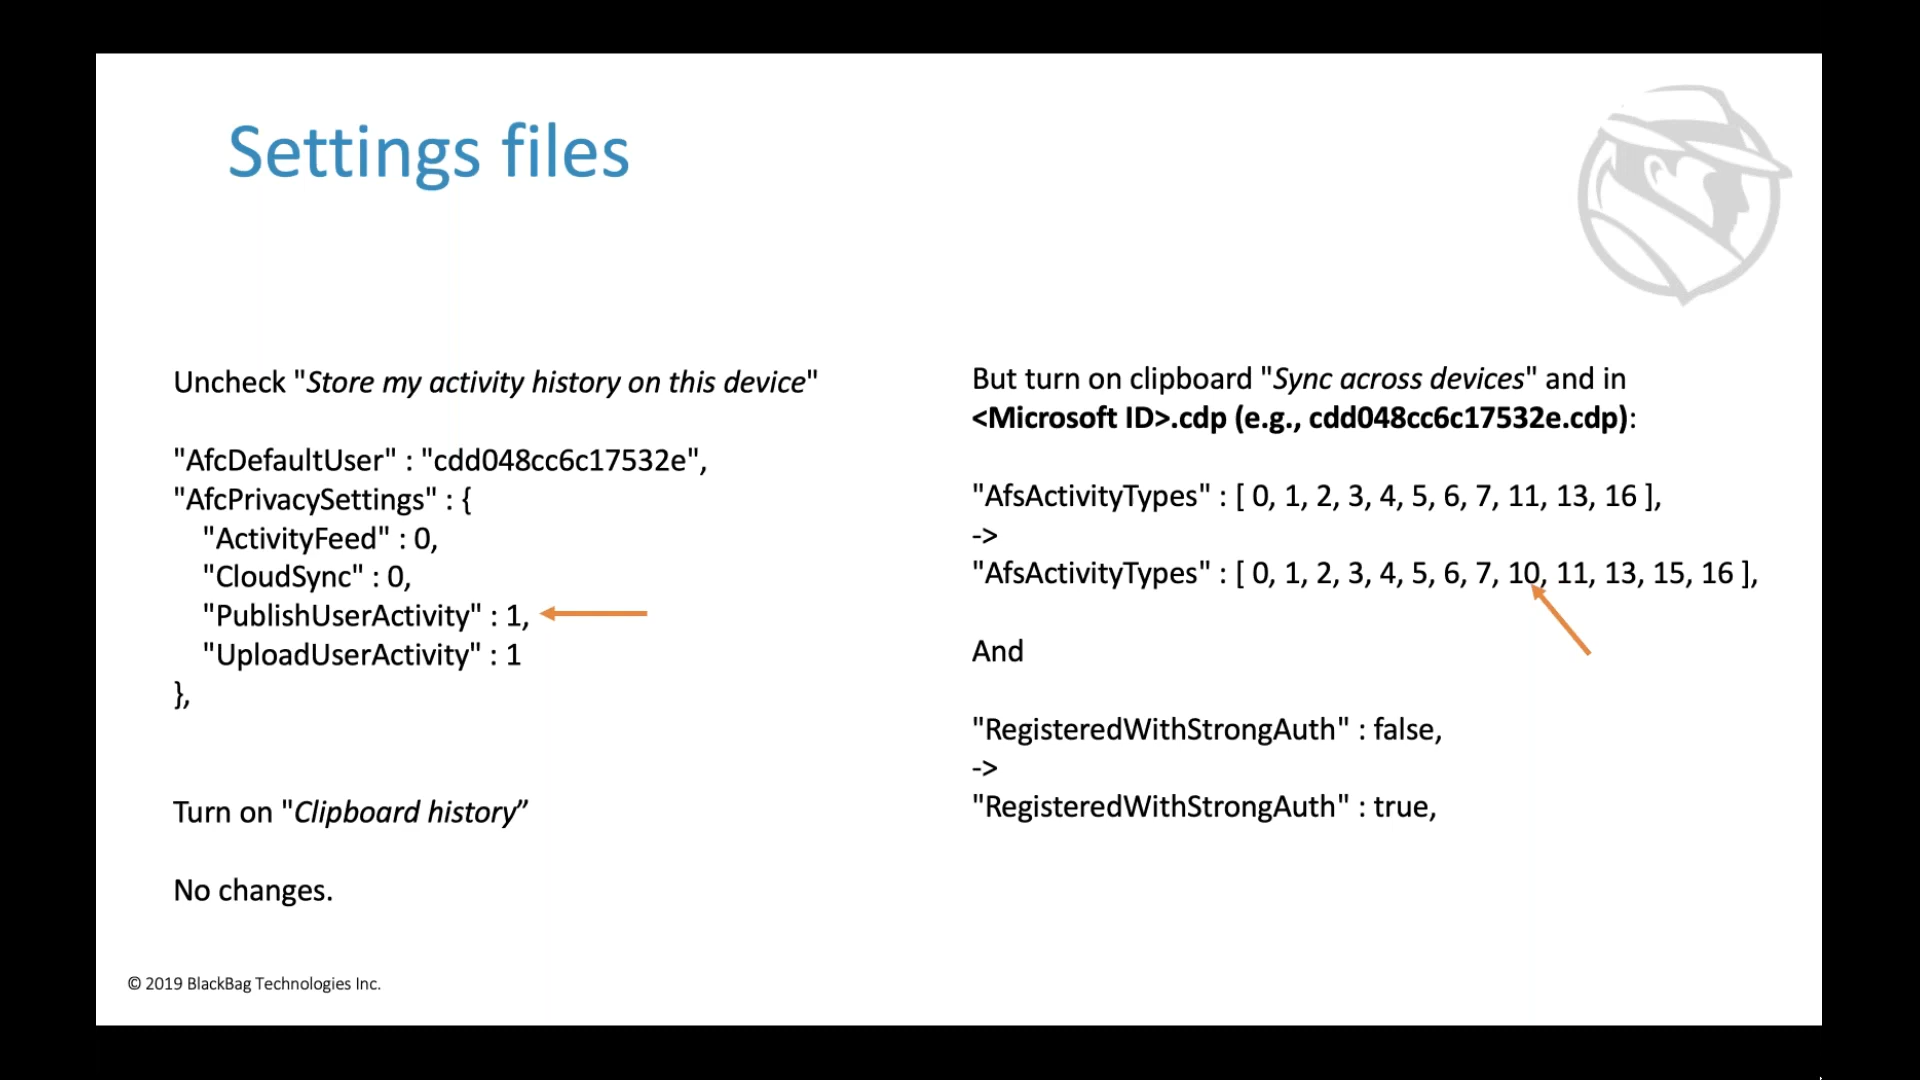 Settings files
Uncheck "Store my activity history on this device"
"AfcDefaultUser" : "cdd048cc6c17532e",
"AfcPrivacySettings" : {
"ActivityFeed" : 0,
"CloudSync" : 0,
"PublishUserActivity" : 1,
"UploadUserActivity" : 1
},
Turn on "Clipboard history”
No changes.
But turn on clipboard "Sync across devices" and in
<Microsoft ID>.cdp (e.g., cdd048cc6c17532e.cdp):
"AfsActivityTypes" : [ 0, 1, 2, 3, 4, 5, 6, 7, 11, 13, 16 ],
->
"AfsActivityTypes" : [ 0, 1, 2, 3, 4, 5, 6, 7, 10, 11, 13, 15, 16 ],
And
"RegisteredWithStrongAuth" : false,
->
"RegisteredWithStrongAuth" : true,
© 2019 BlackBag Technologies Inc.